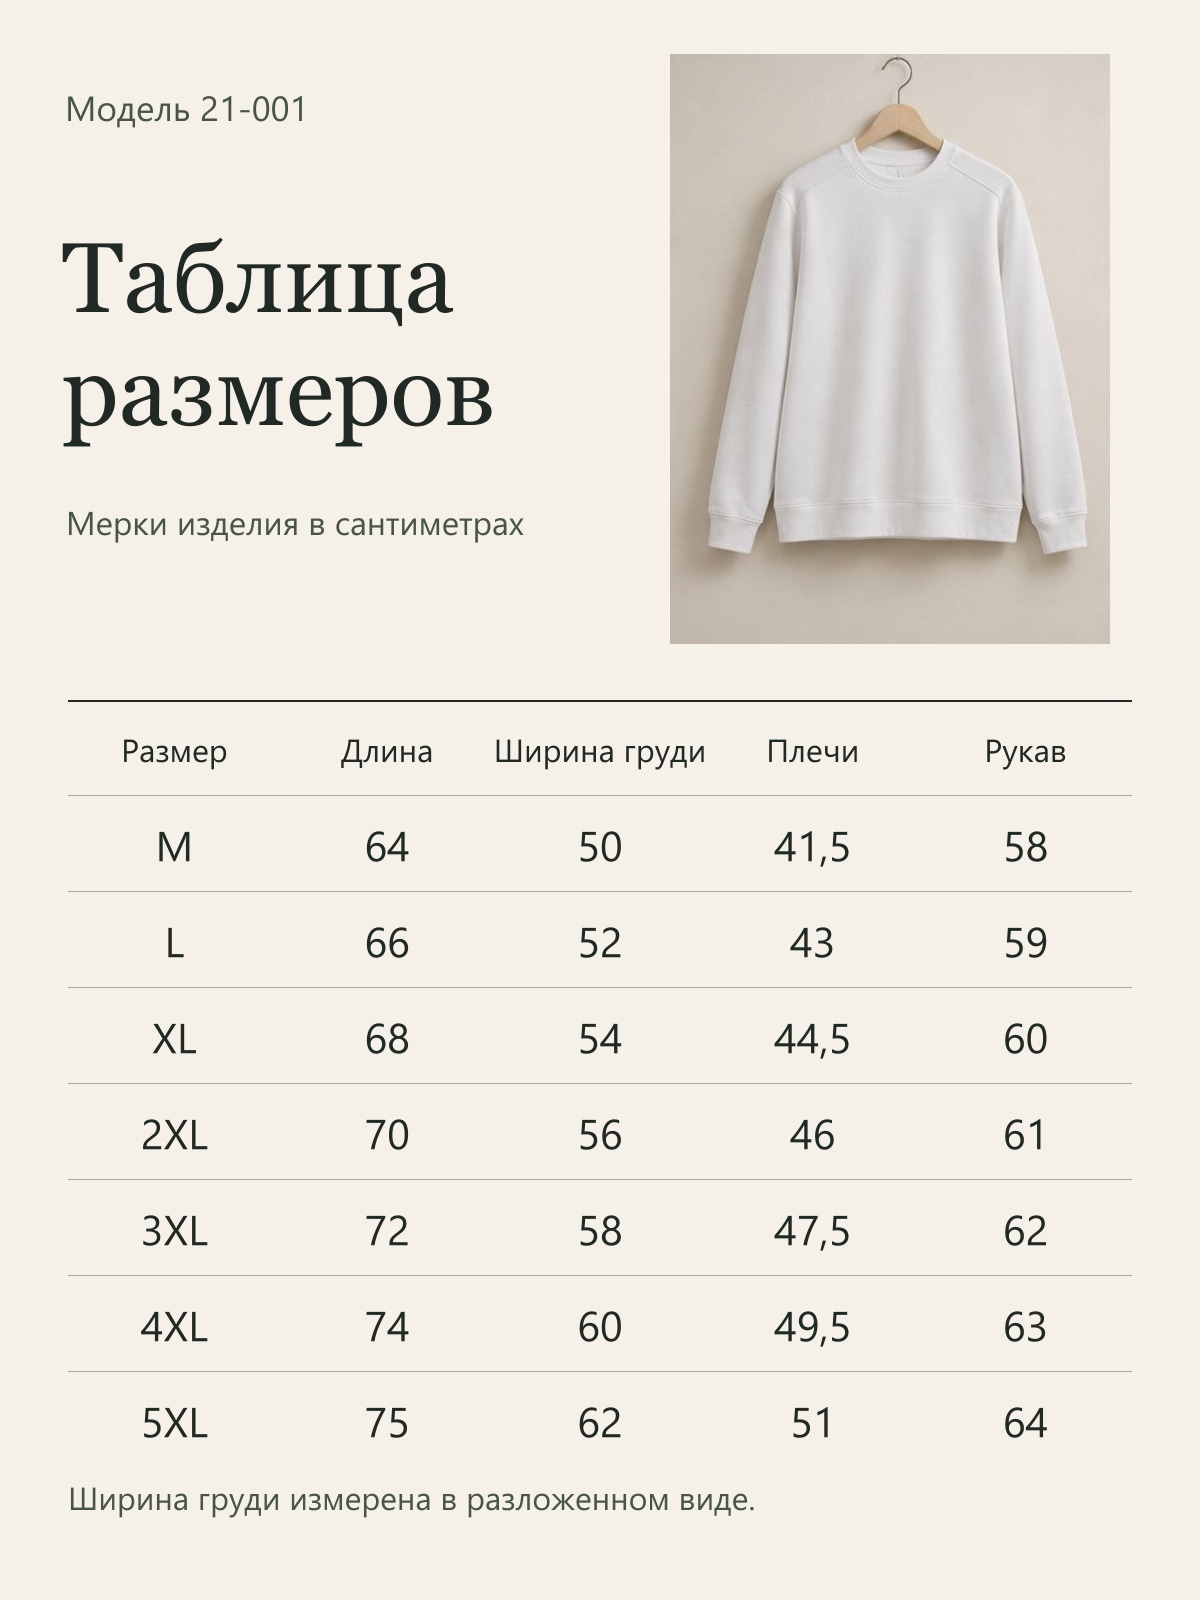 Модель 21-001
Таблица
размеров
Мерки изделия в сантиметрах
Размер Длина Ширина груди Плечи Рукав
M 64 50 41,5 58
L 66 52 43 59
XL 68 54 44,5 60
2XL 70 56 46 61
3XL 72 58 47,5 62
4XL 74 60 49,5 63
5XL 75 62 51 64
Ширина груди измерена в разложенном виде.